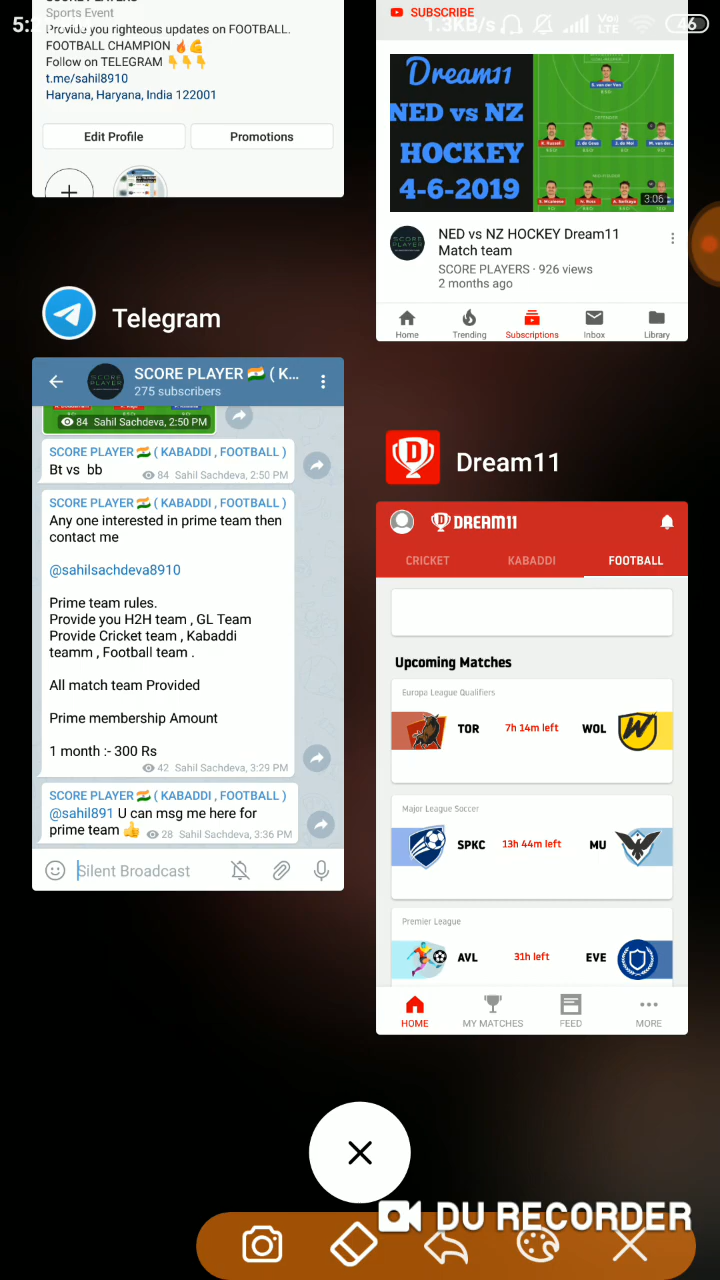 Sports Event
Provide you righteous updates on FOOTBALL.
FOOTBALL CHAMPION 🔥💪
Follow on TELEGRAM 👇👇👇
t.me/sahil8910
Haryana, Haryana, India 122001
Edit Profile
Promotions
SUBSCRIBE
1.3KB/s
VoLTE
46
Dream11
NED vs NZ
HOCKEY
4-6-2019
3:06
NED vs NZ HOCKEY Dream11
Match team
SCORE PLAYERS · 926 views
2 months ago
Home
Trending
Subscriptions
Inbox
Library
Telegram
SCORE PLAYER 🇮🇳 ( K...
275 subscribers
84 Sahil Sachdeva, 2:50 PM
SCORE PLAYER 🇮🇳 ( KABADDI , FOOTBALL )
Bt vs bb
84 Sahil Sachdeva, 2:50 PM
SCORE PLAYER 🇮🇳 ( KABADDI , FOOTBALL )
Any one interested in prime team then
contact me
@sahilsachdeva8910
Prime team rules.
Provide you H2H team , GL Team
Provide Cricket team , Kabaddi
teamm , Football team .
All match team Provided
Prime membership Amount
1 month :- 300 Rs
42 Sahil Sachdeva, 3:29 PM
SCORE PLAYER 🇮🇳 ( KABADDI , FOOTBALL )
@sahil891 U can msg me here for
prime team 👍 28 Sahil Sachdeva, 3:36 PM
Silent Broadcast
Dream11
DREAM11
CRICKET
KABADDI
FOOTBALL
Upcoming Matches
Europa League Qualifiers
TOR
7h 14m left
WOL
Major League Soccer
SPKC
13h 44m left
MU
Premier League
AVL
31h left
EVE
HOME
MY MATCHES
FEED
MORE
DU RECORDER